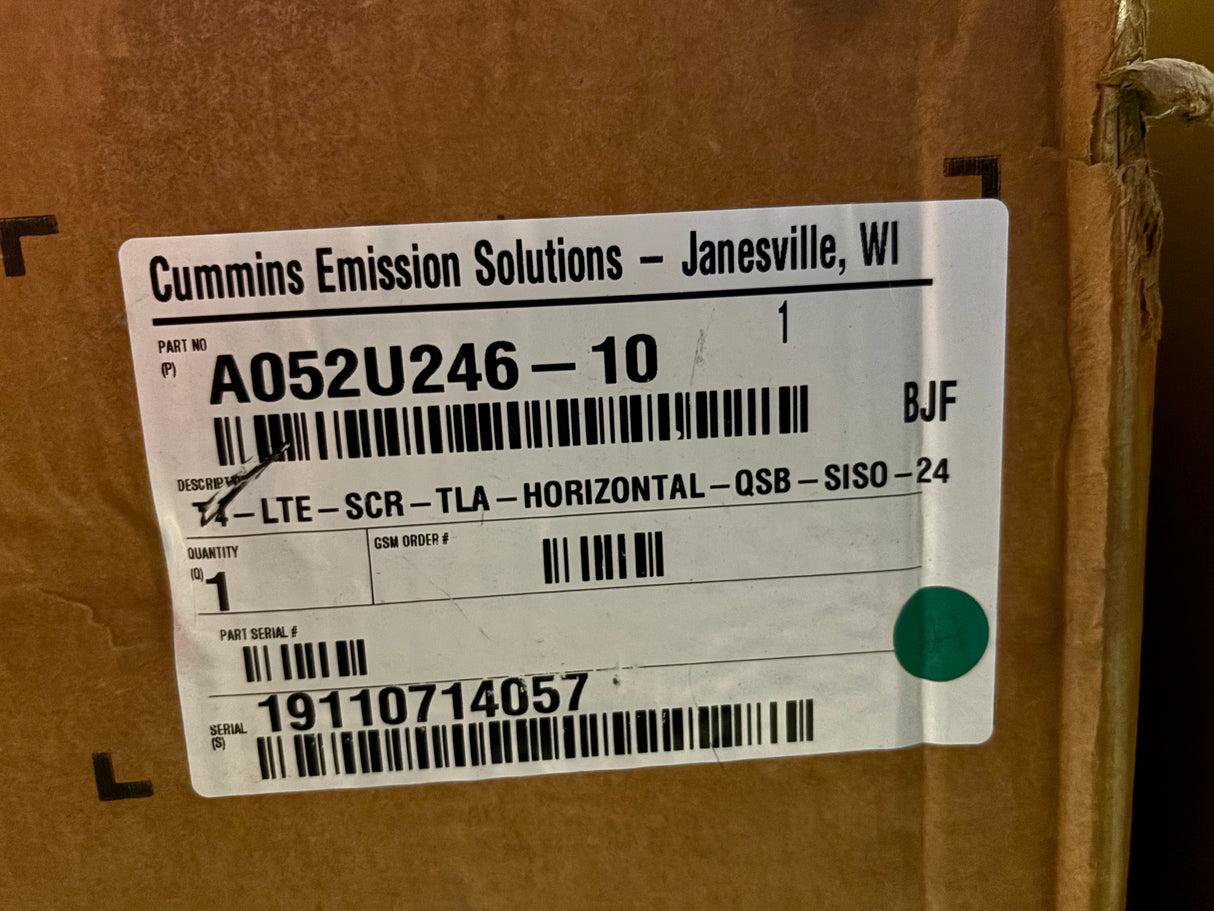 Cummins Emission Solutions – Janesville, WI
PART NO
(P)
A052U246–10
1
BJF
T4–LTE–SCR–TLA–HORIZONTAL–QSB–SISO–24
QUANTITY
(Q)
1
GSM ORDER #
PART SERIAL #
19110714057
SERIAL
(S)